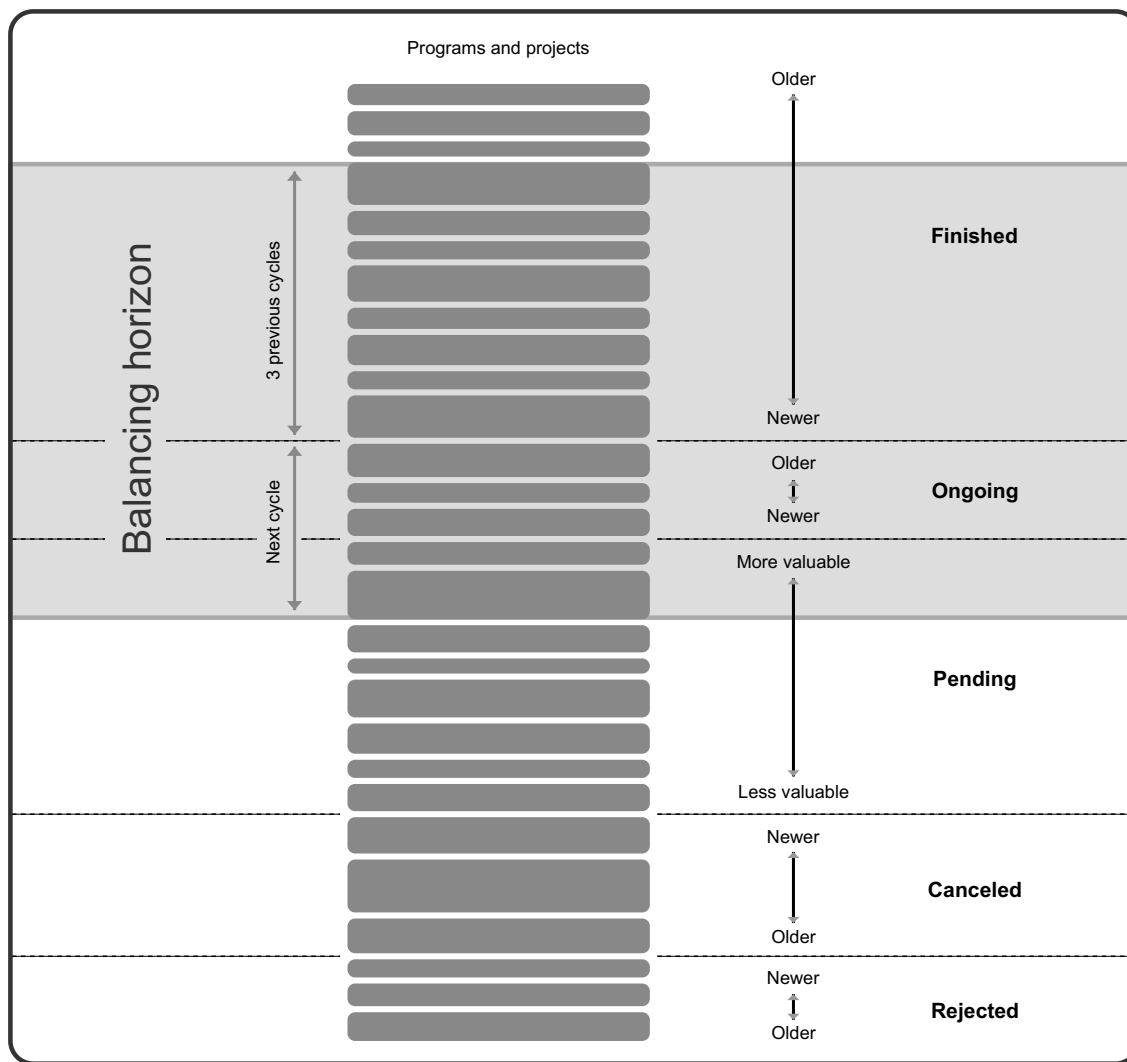 Programs and projects
Older
Finished
3 previous cycles
Balancing horizon
Newer
Older
Ongoing
Next cycle
Newer
More valuable
Pending
Less valuable
Newer
Canceled
Older
Newer
Rejected
Older